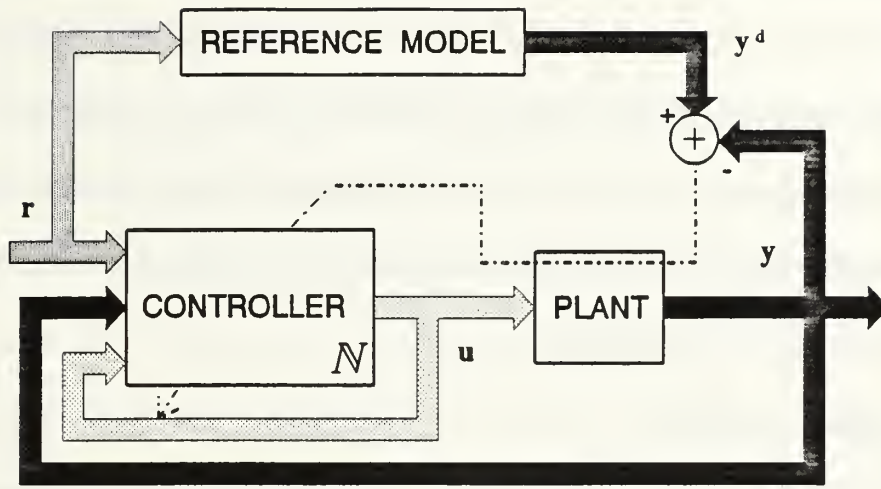 REFERENCE MODEL
y d
+
+
-
r
y
CONTROLLER
PLANT
N
u